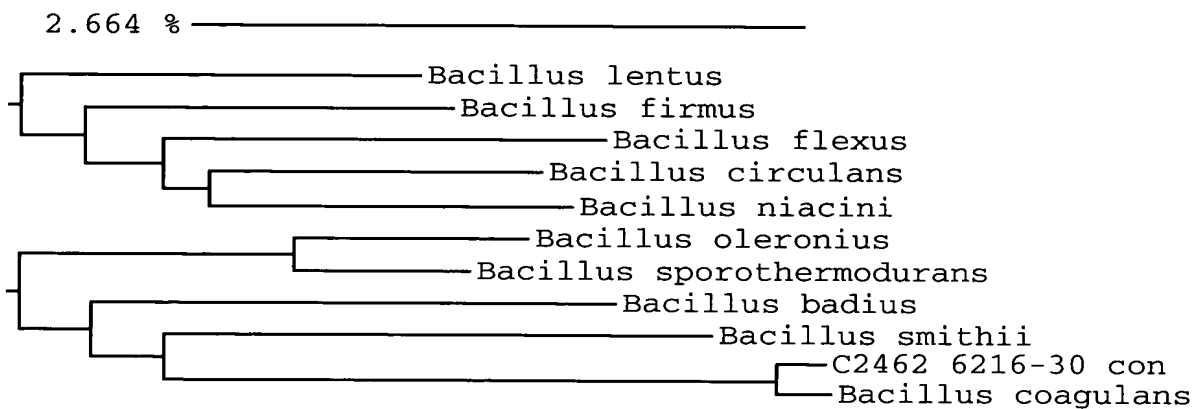 2.664 %
Bacillus lentus
Bacillus firmus
Bacillus flexus
Bacillus circulans
Bacillus niacini
Bacillus oleronius
Bacillus sporothermodurans
Bacillus badius
Bacillus smithii
C2462 6216-30 con
Bacillus coagulans